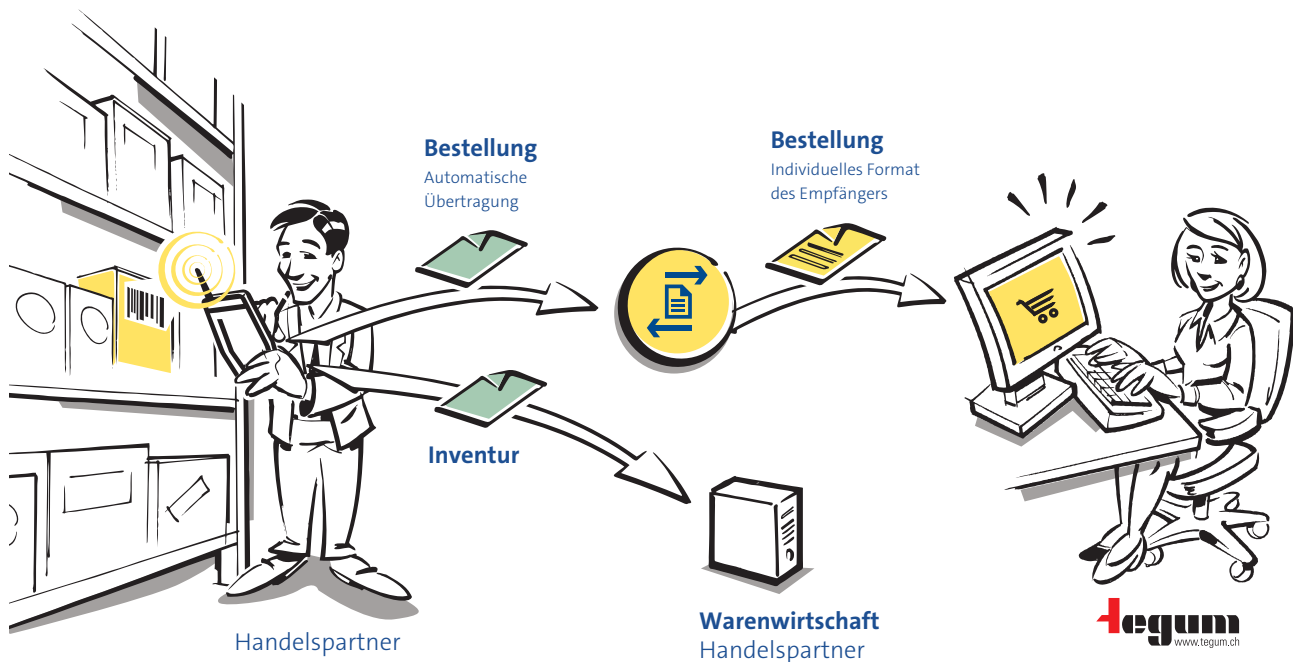 Bestellung
Automatische
Übertragung
Bestellung
Individuelles Format
des Empfängers
Inventur
Handelspartner
Warenwirtschaft
Handelspartner
tegum
www.tegum.ch